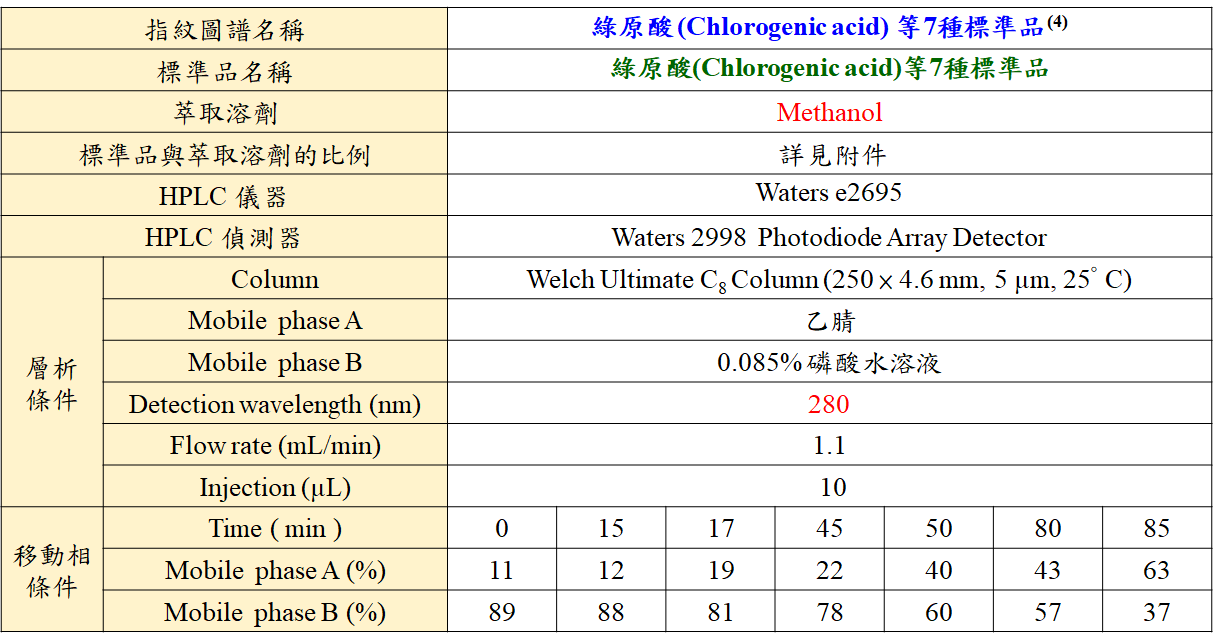 指紋圖譜名稱 綠原酸(Chlorogenic acid) 等7種標準品(4)
標準品名稱 綠原酸(Chlorogenic acid)等7種標準品
萃取溶劑 Methanol
標準品與萃取溶劑的比例 詳見附件
HPLC 儀器 Waters e2695
HPLC 偵測器 Waters 2998 Photodiode Array Detector
層析條件
Column Welch Ultimate C8 Column (250 × 4.6 mm, 5 µm, 25° C)
Mobile phase A 乙腈
Mobile phase B 0.085% 磷酸水溶液
Detection wavelength (nm) 280
Flow rate (mL/min) 1.1
Injection (µL) 10
移動相條件
Time ( min ) 0 15 17 45 50 80 85
Mobile phase A (%) 11 12 19 22 40 43 63
Mobile phase B (%) 89 88 81 78 60 57 37